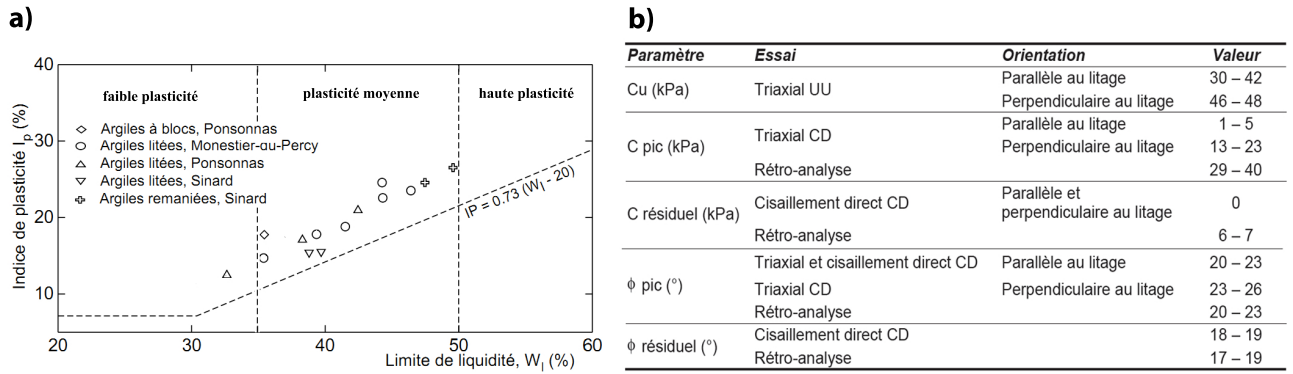 a)
Indice de plasticité Ip (%)
40
30
20
10
faible plasticité
plasticité moyenne
haute plasticité
Argiles à blocs, Ponsonnas
Argiles litées, Monestier-du-Percy
Argiles litées, Ponsonnas
Argiles litées, Sinard
Argiles remaniées, Sinard
IP = 0.73 (Wl - 20)
20 30 40 50 60
Limite de liquidité, Wl (%)
b)
Paramètre Essai Orientation Valeur
Cu (kPa) Triaxial UU Parallèle au litage 30 – 42
Perpendiculaire au litage 46 – 48
C pic (kPa) Triaxial CD Parallèle au litage 1 – 5
Perpendiculaire au litage 13 – 23
Rétro-analyse 29 – 40
C résiduel (kPa) Cisaillement direct CD Parallèle et
perpendiculaire au litage 0
Rétro-analyse 6 – 7
ϕ pic (°) Triaxial et cisaillement direct CD Parallèle au litage 20 – 23
Triaxial CD Perpendiculaire au litage 23 – 26
Rétro-analyse 20 – 23
ϕ résiduel (°) Cisaillement direct CD 18 – 19
Rétro-analyse 17 – 19